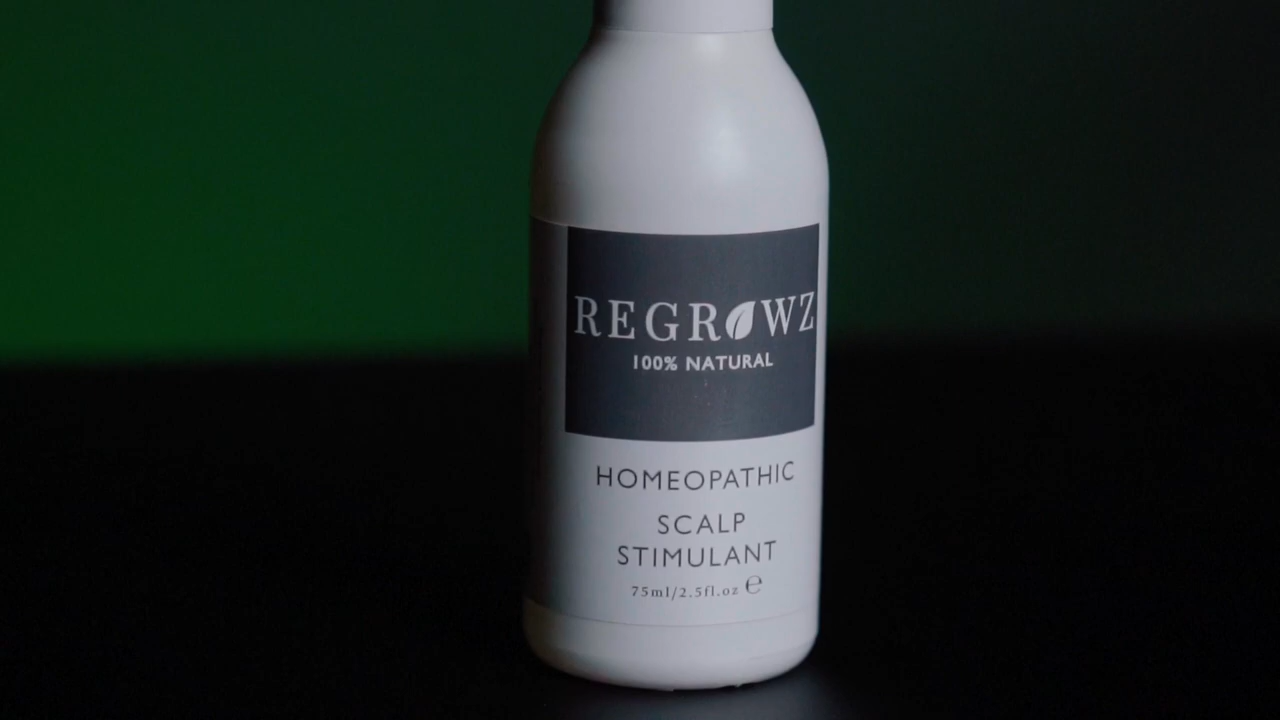 REGROWZ
100% NATURAL
HOMEOPATHIC
SCALP
STIMULANT
75ml/2.5fl.oz ℮